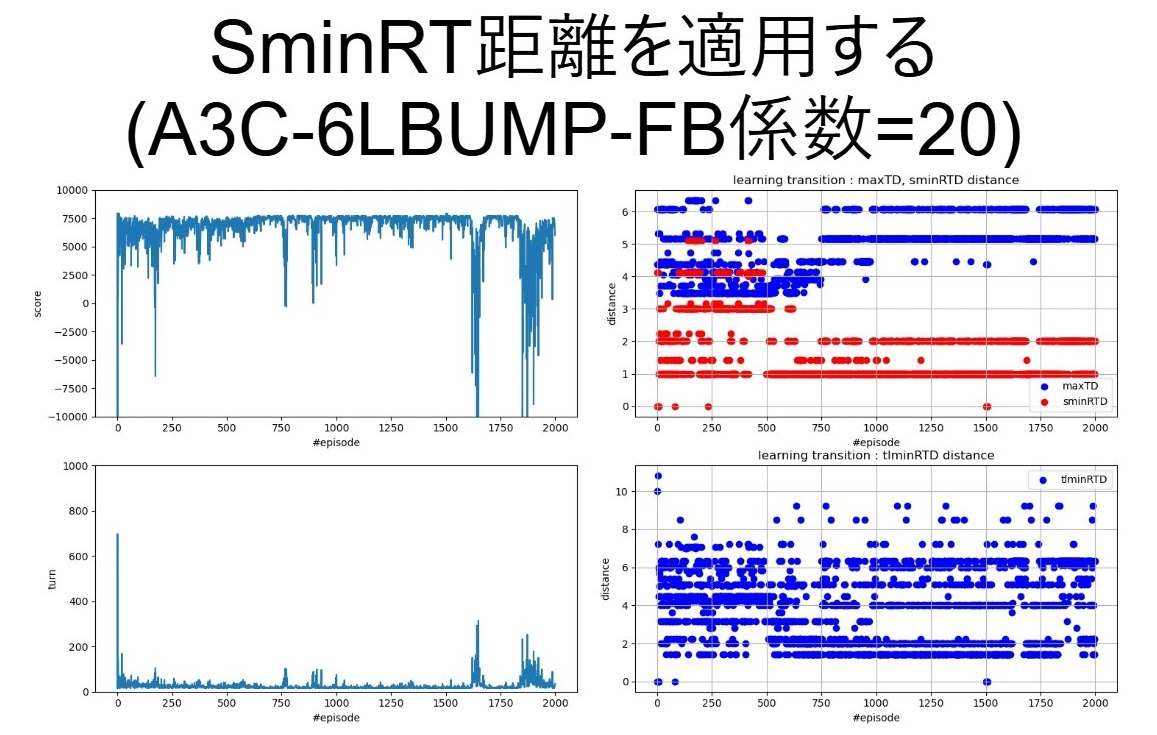 SminRT距離を適用する
(A3C-6LBUMP-FB係数=20)
10000
7500
5000
2500
0
−2500
−5000
−7500
−10000
score
0 250 500 750 1000 1250 1500 1750 2000
#episode
learning transition : maxTD, sminRTD distance
6
5
4
3
2
1
0
distance
maxTD
sminRTD
0 250 500 750 1000 1250 1500 1750 2000
#episode
1000
800
600
400
200
0
turn
0 250 500 750 1000 1250 1500 1750 2000
#episode
learning transition : tlminRTD distance
10
8
6
4
2
0
distance
tlminRTD
0 250 500 750 1000 1250 1500 1750 2000
#episode